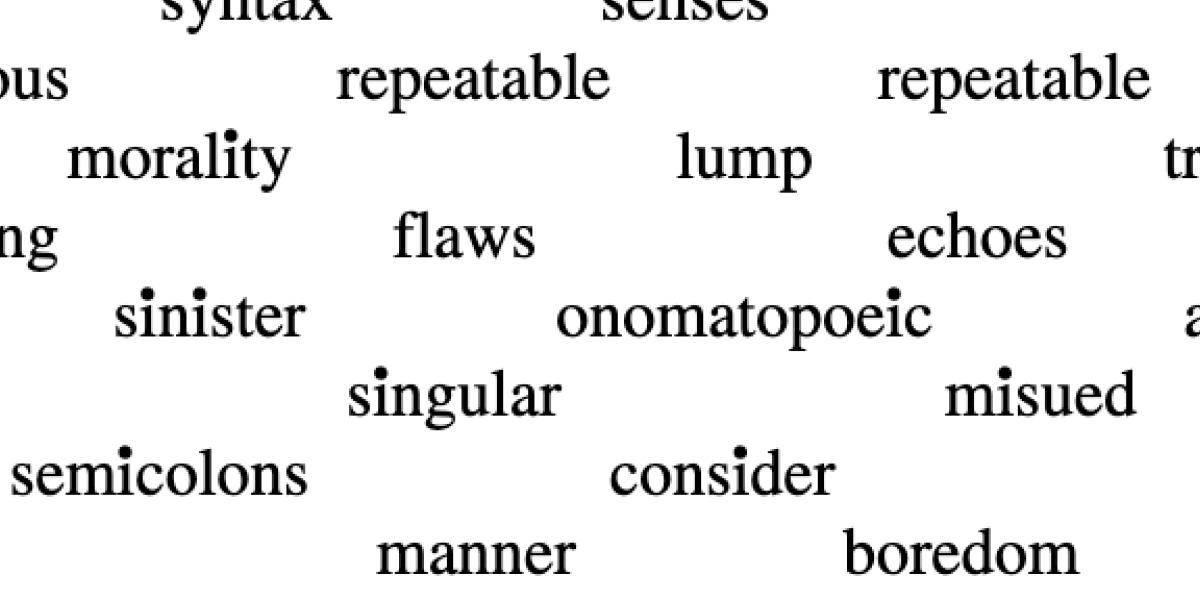 syntax senses
ous repeatable repeatable
morality lump tr
ng flaws echoes
sinister onomatopoeic a
singular misued
semicolons consider
manner boredom